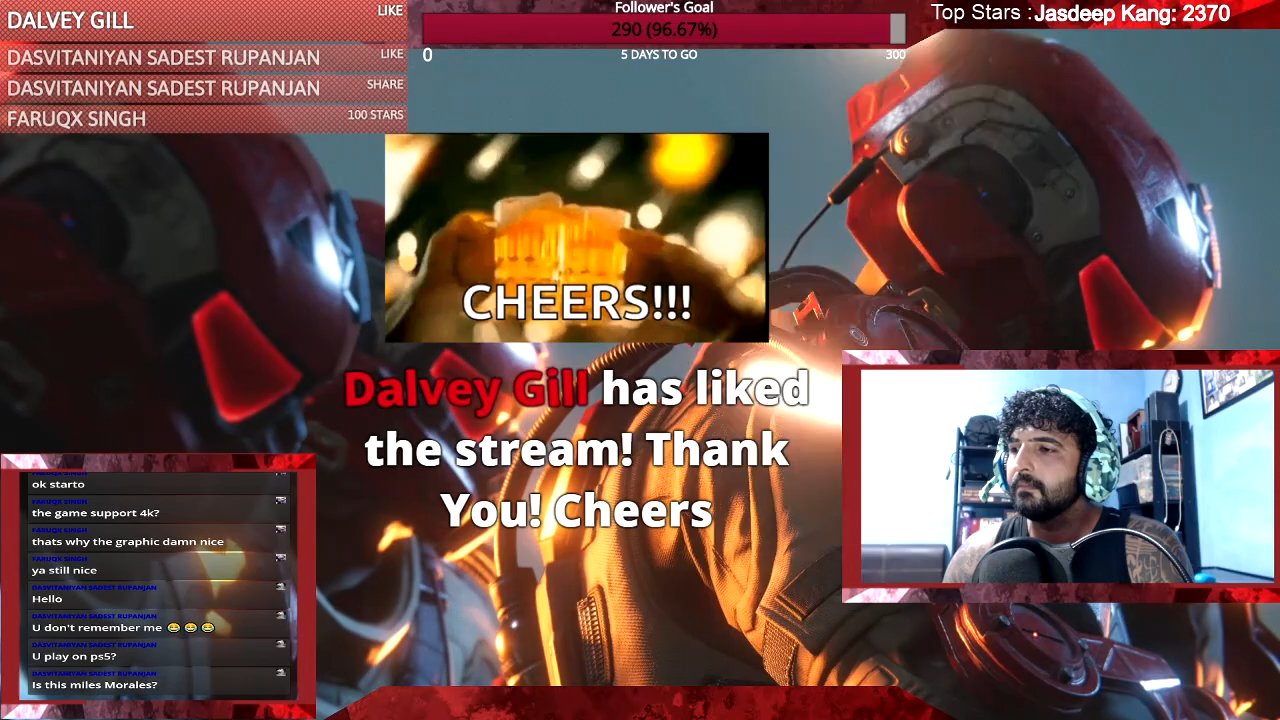 DALVEY GILL LIKE
DASVITANIYAN SADEST RUPANJAN LIKE
DASVITANIYAN SADEST RUPANJAN SHARE
FARUQX SINGH 100 STARS
Follower's Goal
290 (96.67%)
0 5 DAYS TO GO 300
Top Stars : Jasdeep Kang: 2370
CHEERS!!!
Dalvey Gill has liked
the stream! Thank
You! Cheers
ok starto
FARUQX SINGH
the game support 4k?
FARUQX SINGH
thats why the graphic damn nice
FARUQX SINGH
ya still nice
DASVITANIYAN SADEST RUPANJAN
Hello
DASVITANIYAN SADEST RUPANJAN
U don't remember me 😂 😂 😂
DASVITANIYAN SADEST RUPANJAN
U play on ps5?
DASVITANIYAN SADEST RUPANJAN
Is this miles Morales?